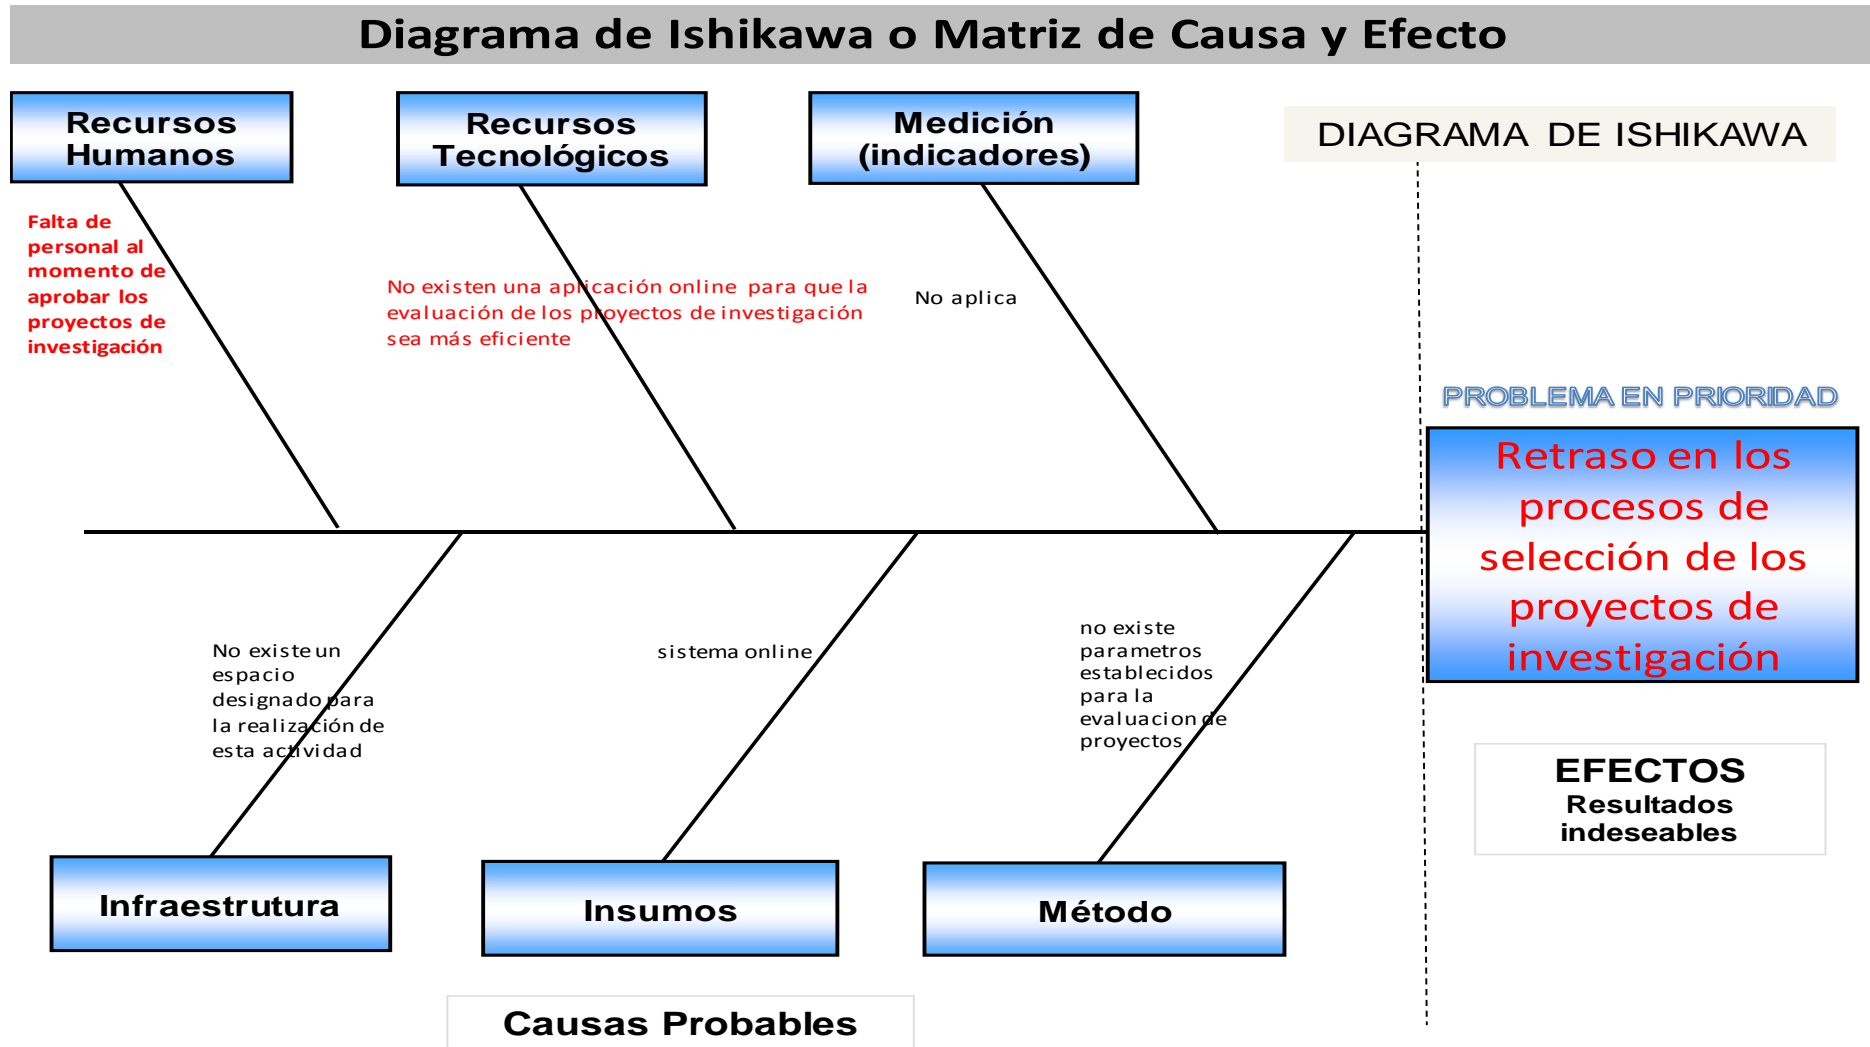 Diagrama de Ishikawa o Matriz de Causa y Efecto
Recursos
Humanos
Recursos
Tecnológicos
Medición
(indicadores)
DIAGRAMA DE ISHIKAWA
Falta de
personal al
momento de
aprobar los
proyectos de
investigación
No existen una aplicación online para que la
evaluación de los proyectos de investigación
sea más eficiente
No aplica
PROBLEMA EN PRIORIDAD
Retraso en los
procesos de
selección de los
proyectos de
investigación
No existe un
espacio
designado para
la realización de
esta actividad
sistema online
no existe
parametros
establecidos
para la
evaluacion de
proyectos
EFECTOS
Resultados
indeseables
Infraestrutura
Insumos
Método
Causas Probables